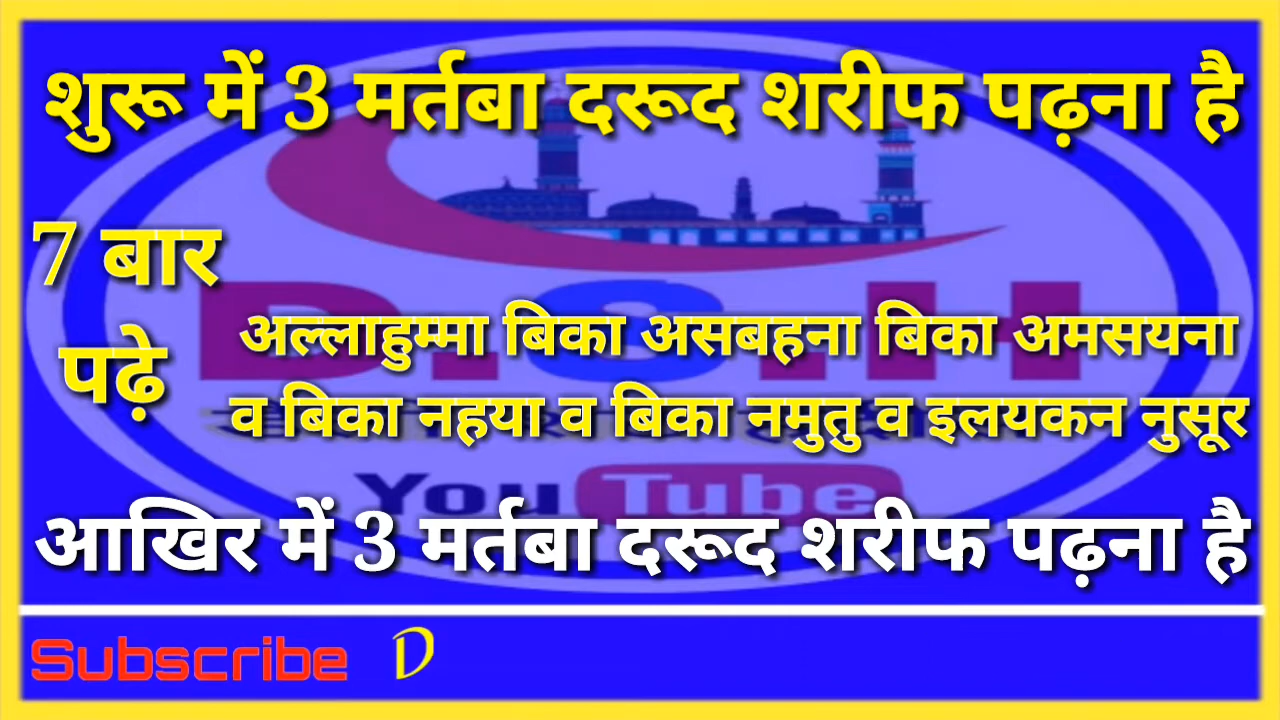 शुरू में 3 मर्तबा दरूद शरीफ पढ़ना है
7 बार
पढ़े
अल्लाहुम्मा बिका असबहना बिका अमसयना
व बिका नहया व बिका नमुतु व इलयकन नुसूर
D.S.H
YouTube
आखिर में 3 मर्तबा दरूद शरीफ पढ़ना है
Subscribe D